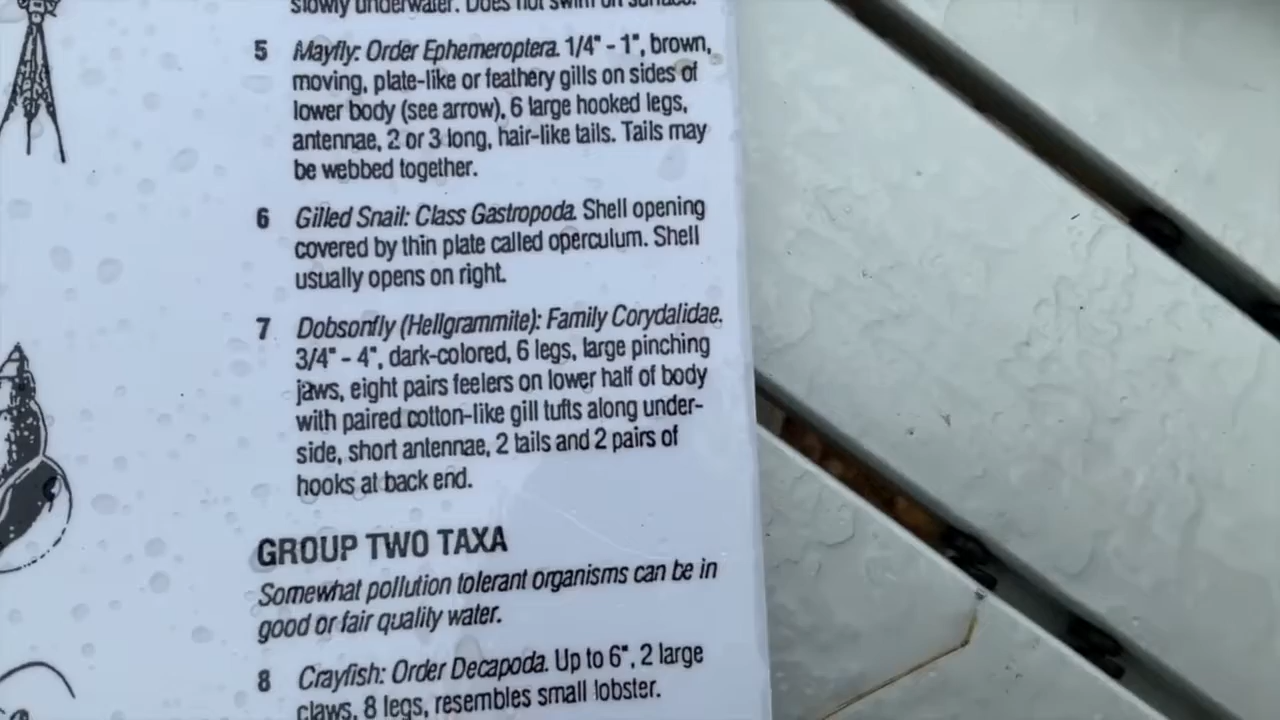 slowly underwater. Does not swim on surface.
5 Mayfly: Order Ephemeroptera. 1/4" - 1", brown,
moving, plate-like or feathery gills on sides of
lower body (see arrow), 6 large hooked legs,
antennae, 2 or 3 long, hair-like tails. Tails may
be webbed together.
6 Gilled Snail: Class Gastropoda. Shell opening
covered by thin plate called operculum. Shell
usually opens on right.
7 Dobsonfly (Hellgrammite): Family Corydalidae.
3/4" - 4", dark-colored, 6 legs, large pinching
jaws, eight pairs feelers on lower half of body
with paired cotton-like gill tufts along under-
side, short antennae, 2 tails and 2 pairs of
hooks at back end.
GROUP TWO TAXA
Somewhat pollution tolerant organisms can be in
good or fair quality water.
8 Crayfish: Order Decapoda. Up to 6", 2 large
claws, 8 legs, resembles small lobster.